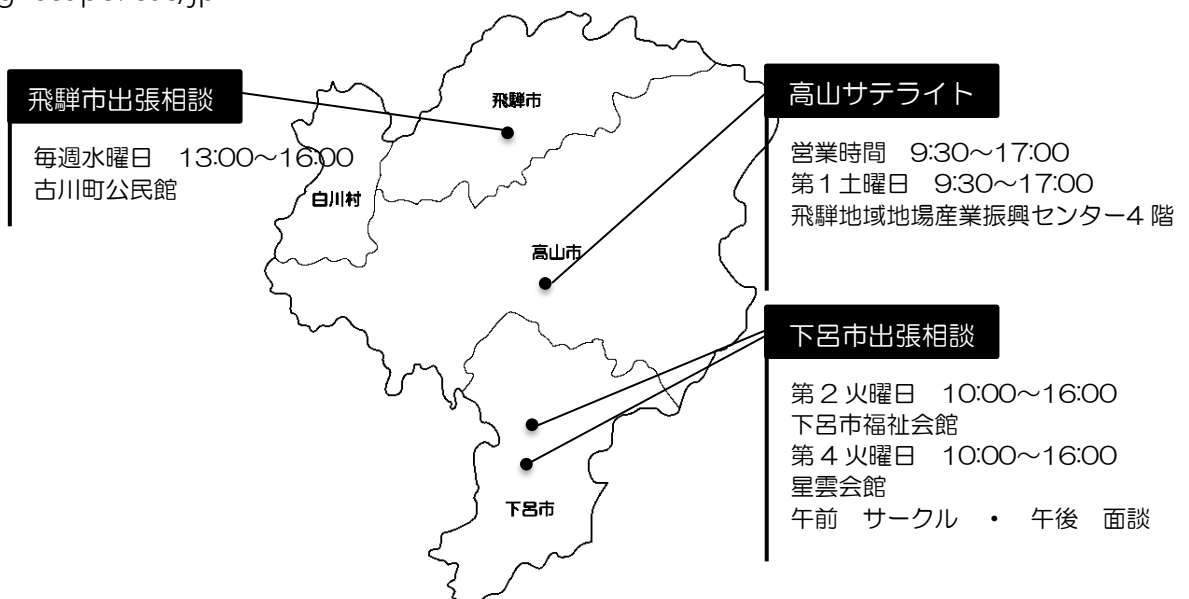 飛騨市出張相談
毎週水曜日　13:00～16:00
古川町公民館
飛騨市
白川村
高山市
下呂市
高山サテライト
営業時間　9:30～17:00
第１土曜日　9:30～17:00
飛騨地域地場産業振興センター4 階
下呂市出張相談
第２火曜日　10:00～16:00
下呂市福祉会館
第４火曜日　10:00～16:00
星雲会館
午前　サークル　・　午後　面談